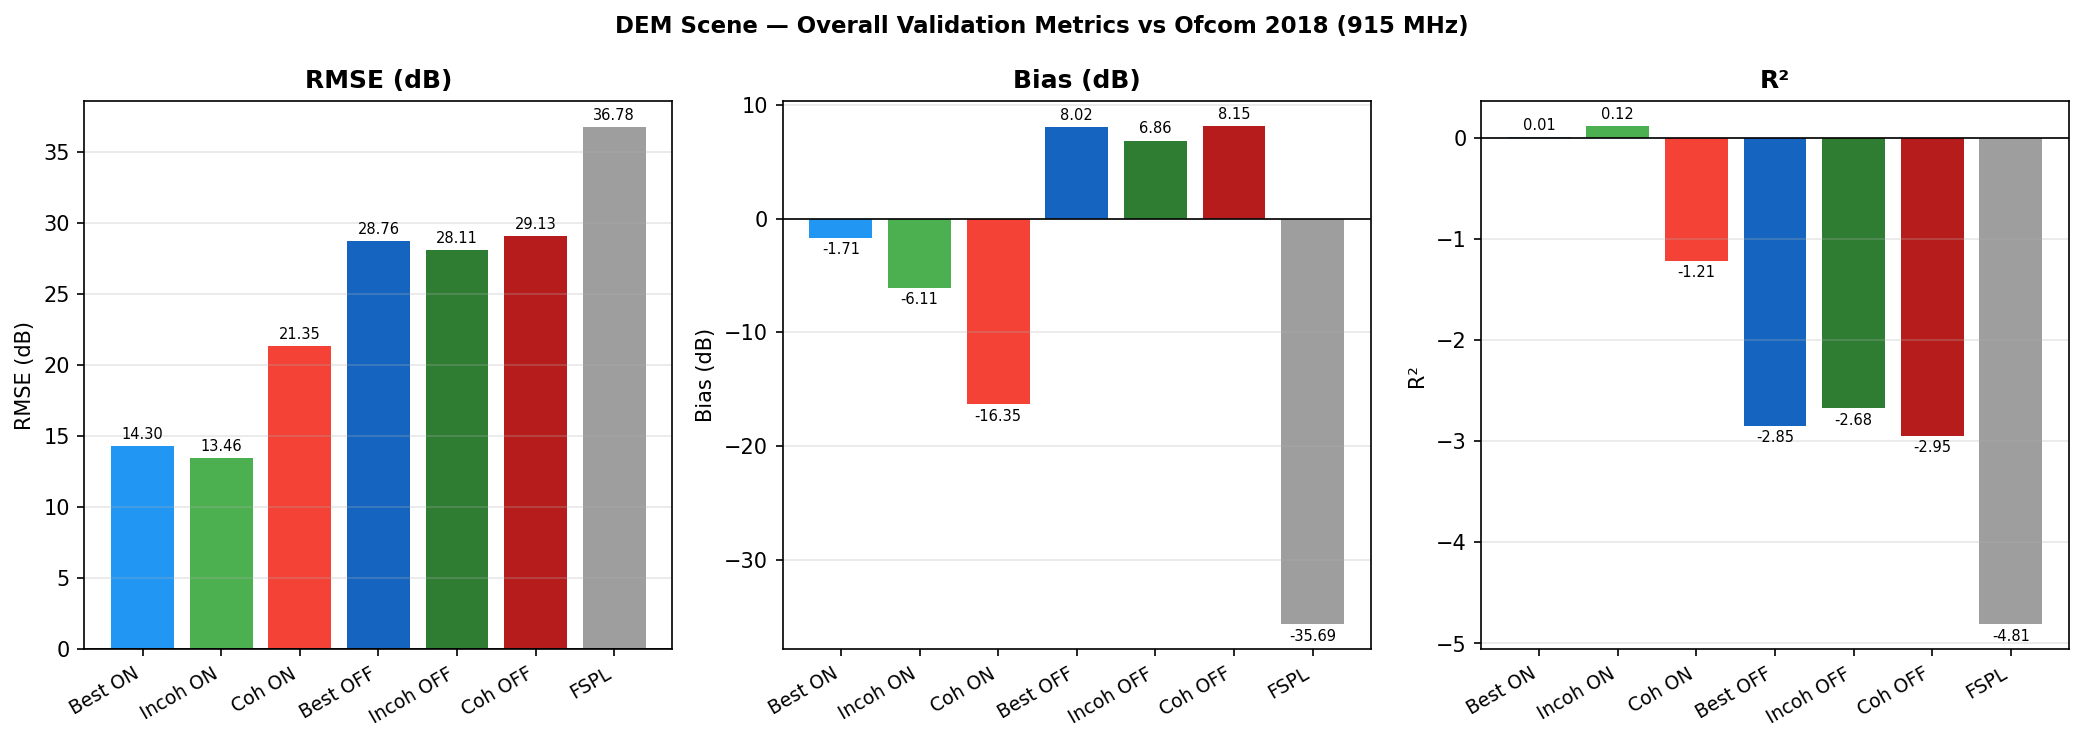 DEM Scene — Overall Validation Metrics vs Ofcom 2018 (915 MHz)
RMSE (dB)
RMSE (dB)
35
30
25
20
15
10
5
0
14.30
13.46
21.35
28.76
28.11
29.13
36.78
Best ON
Incoh ON
Coh ON
Best OFF
Incoh OFF
Coh OFF
FSPL
Bias (dB)
Bias (dB)
10
0
−10
−20
−30
-1.71
-6.11
-16.35
8.02
6.86
8.15
-35.69
Best ON
Incoh ON
Coh ON
Best OFF
Incoh OFF
Coh OFF
FSPL
R²
R²
0
−1
−2
−3
−4
−5
0.01
0.12
-1.21
-2.85
-2.68
-2.95
-4.81
Best ON
Incoh ON
Coh ON
Best OFF
Incoh OFF
Coh OFF
FSPL